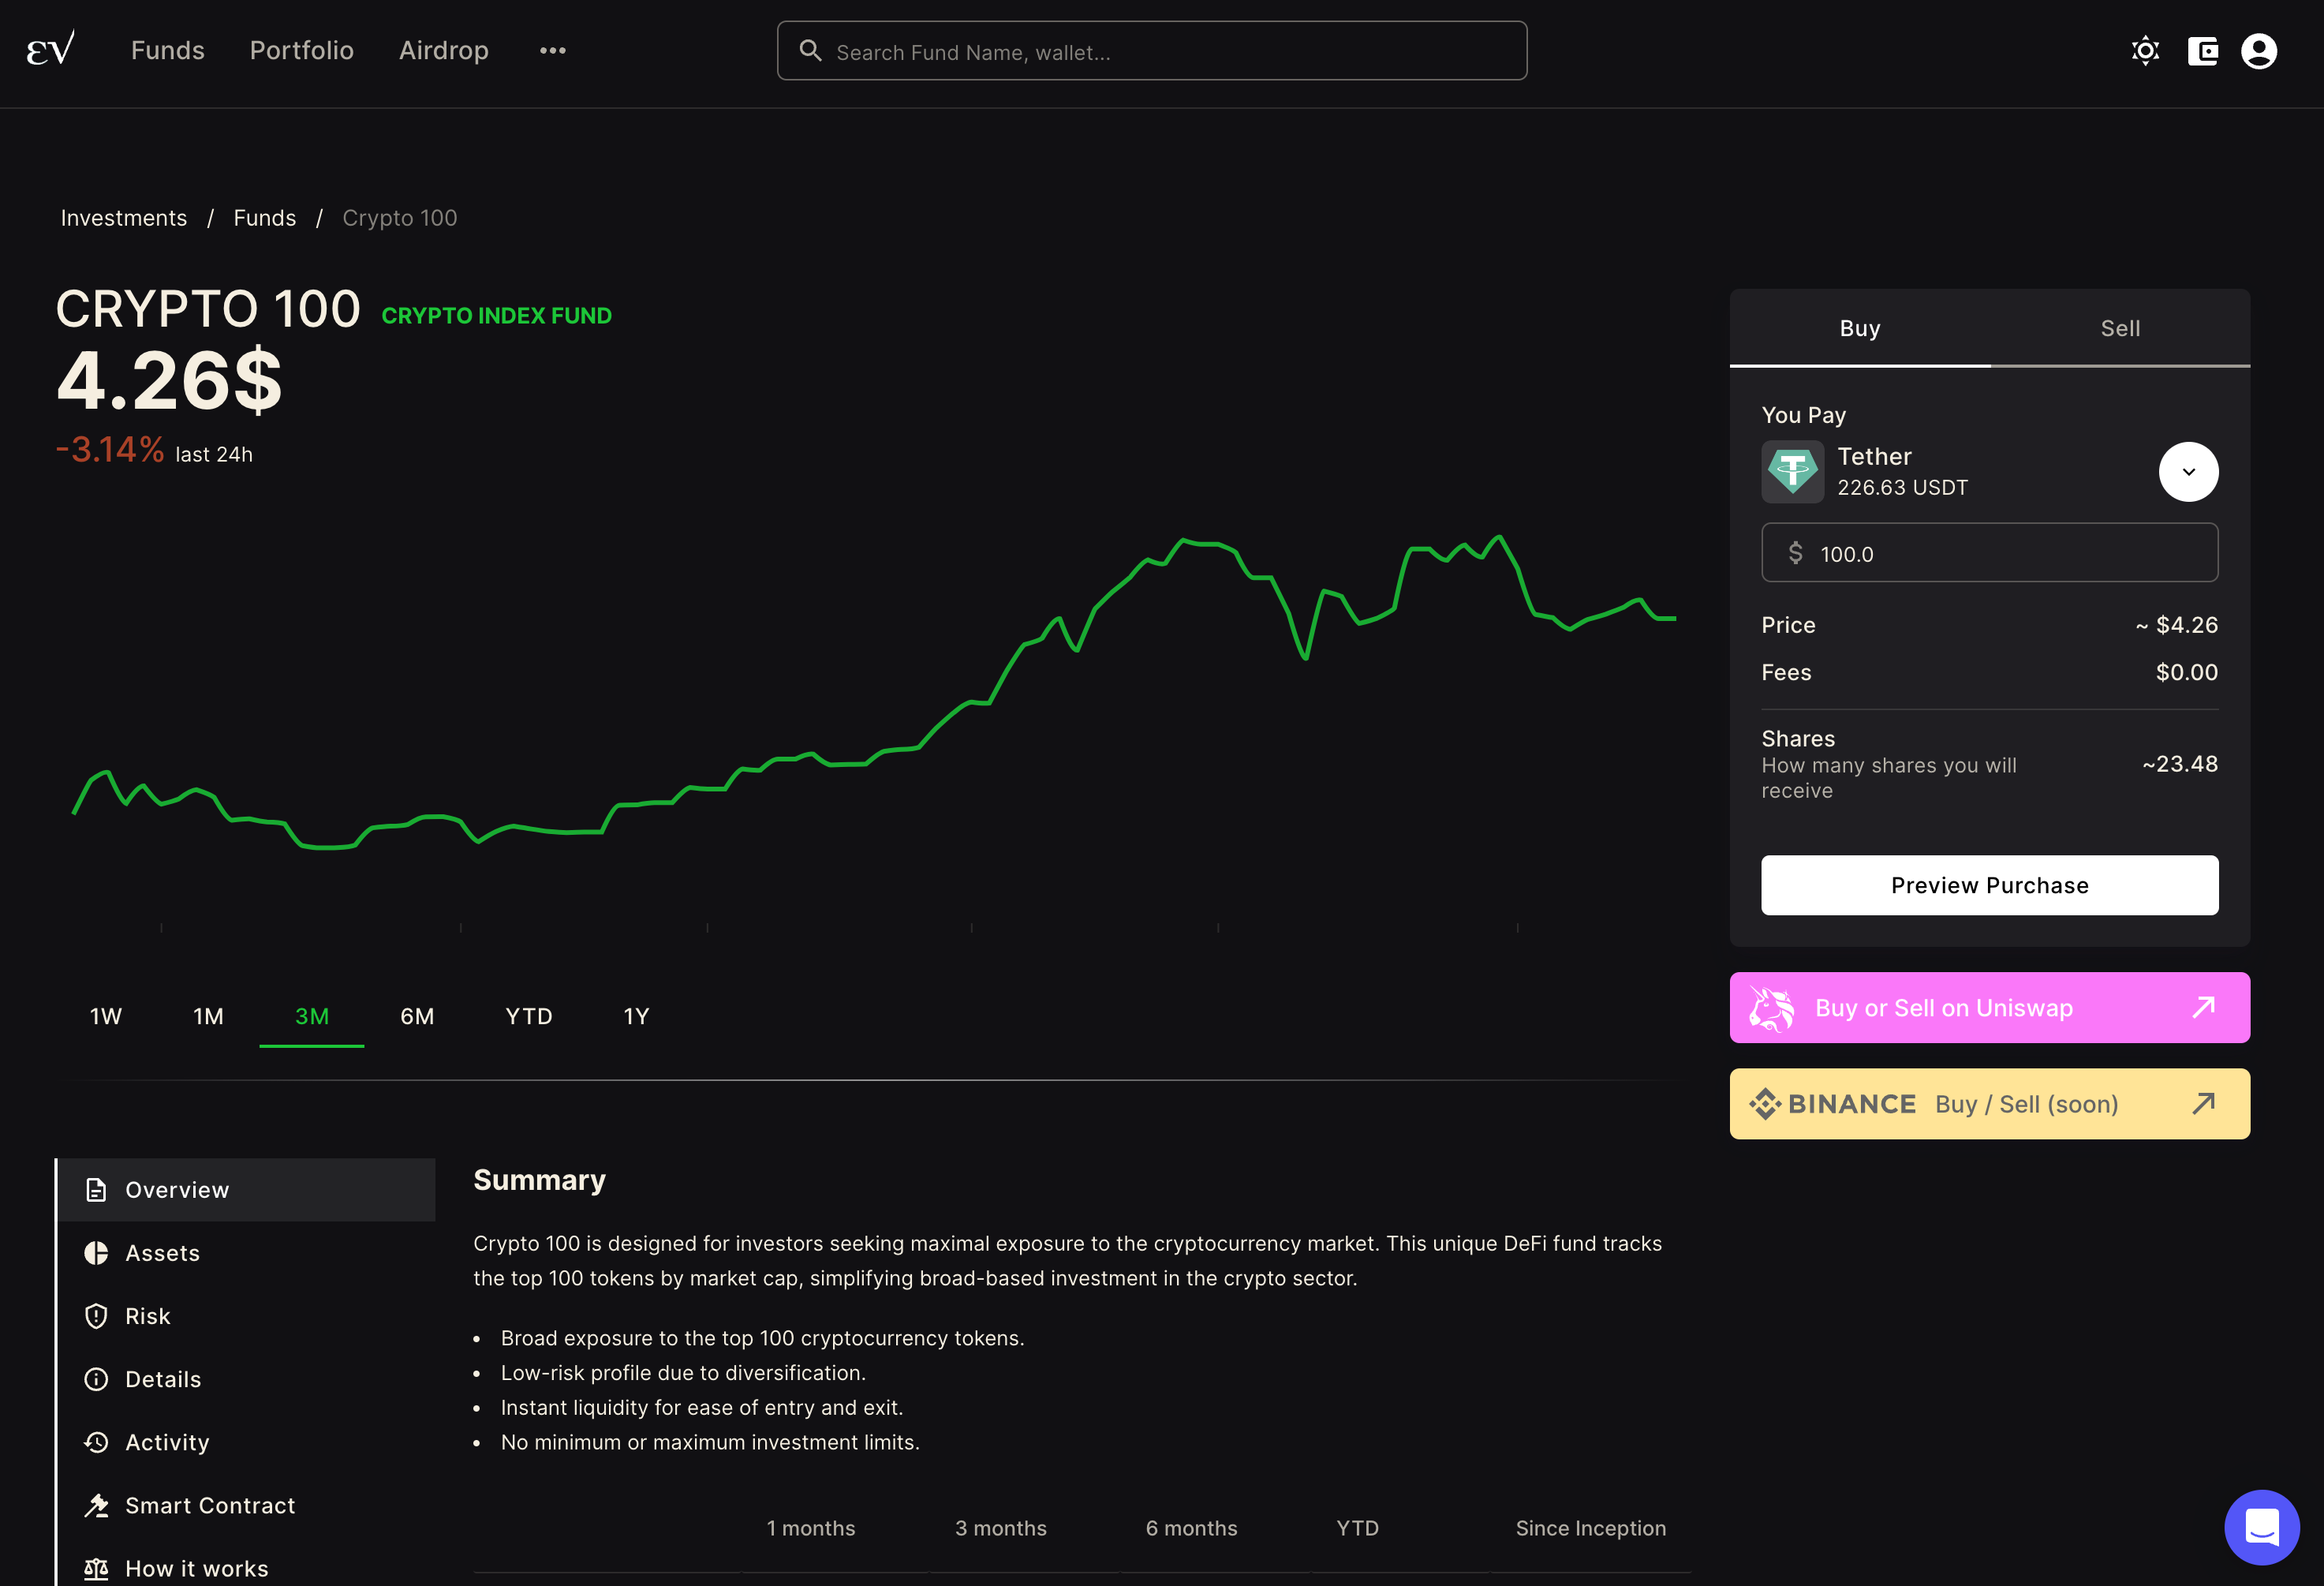 εV
Funds
Portfolio
Airdrop
Search Fund Name, wallet...
Investments / Funds / Crypto 100
CRYPTO 100 CRYPTO INDEX FUND
4.26$
-3.14% last 24h
1W
1M
3M
6M
YTD
1Y
Buy
Sell
You Pay
Tether
226.63 USDT
$ 100.0
Price ~ $4.26
Fees $0.00
Shares
How many shares you will
receive
~23.48
Preview Purchase
Buy or Sell on Uniswap
BINANCE Buy / Sell (soon)
Overview
Assets
Risk
Details
Activity
Smart Contract
How it works
Summary
Crypto 100 is designed for investors seeking maximal exposure to the cryptocurrency market. This unique DeFi fund tracks
the top 100 tokens by market cap, simplifying broad-based investment in the crypto sector.
• Broad exposure to the top 100 cryptocurrency tokens.
• Low-risk profile due to diversification.
• Instant liquidity for ease of entry and exit.
• No minimum or maximum investment limits.
1 months
3 months
6 months
YTD
Since Inception